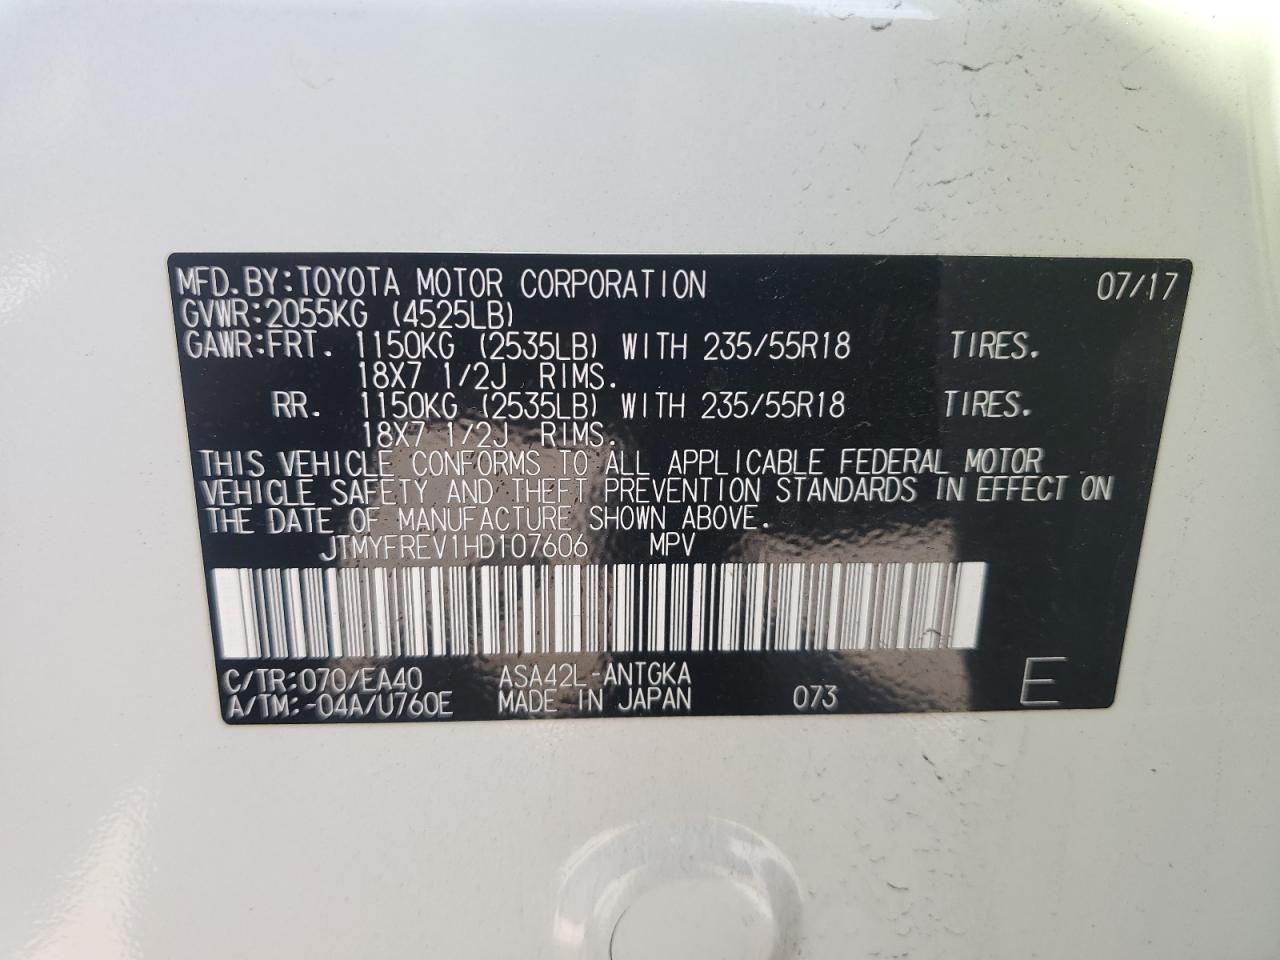 MFD.BY:TOYOTA MOTOR CORPORATION 07/17
GVWR:2055KG (4525LB)
GAWR:FRT. 1150KG (2535LB) WITH 235/55R18 TIRES.
18X7 1/2J RIMS.
RR. 1150KG (2535LB) WITH 235/55R18 TIRES.
18X7 1/2J RIMS.
THIS VEHICLE CONFORMS TO ALL APPLICABLE FEDERAL MOTOR
VEHICLE SAFETY AND THEFT PREVENTION STANDARDS IN EFFECT ON
THE DATE OF MANUFACTURE SHOWN ABOVE.
JTMYFREV1HD107606 MPV
C/TR:070/EA40 ASA42L-ANTGKA
A/TM:-04A/U760E MADE IN JAPAN 073 E